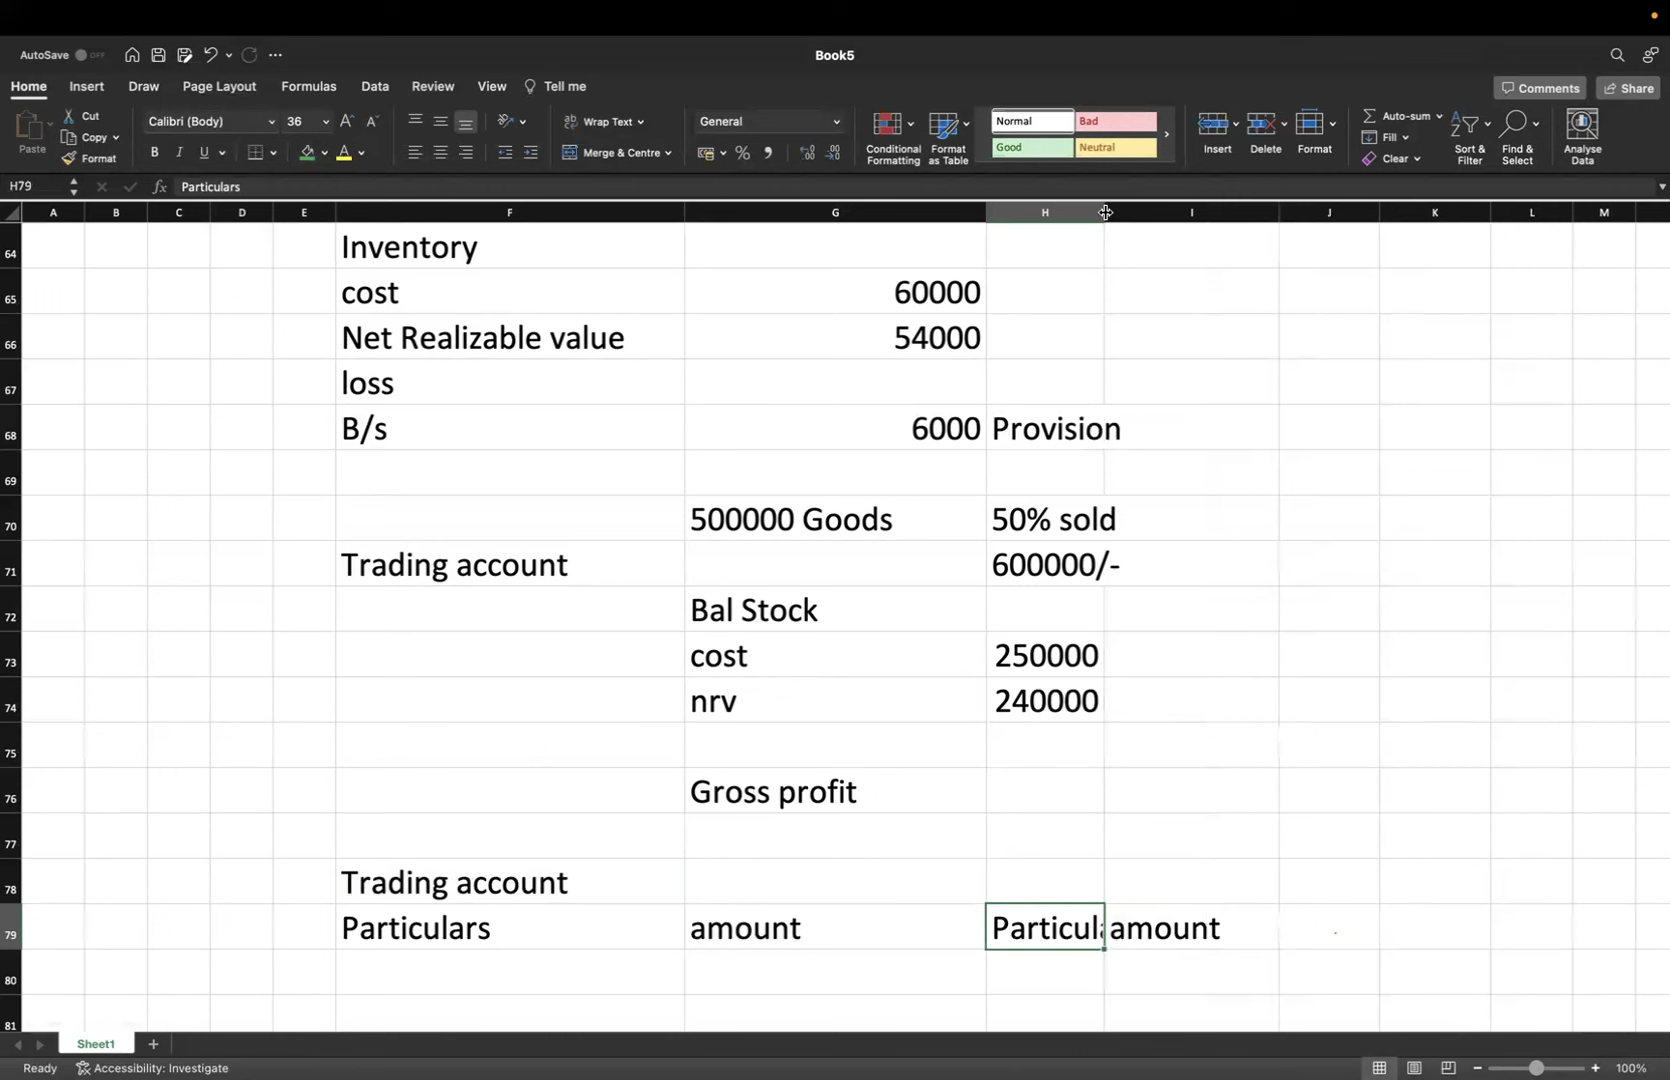 AutoSave OFF Book5
Home Insert Draw Page Layout Formulas Data Review View Tell me Comments Share
Paste Cut Copy Format
Calibri (Body) 36
Wrap Text
Merge & Centre
General
Conditional Formatting
Format as Table
Normal Bad
Good Neutral
Insert Delete Format
Auto-sum
Fill
Clear
Sort & Filter
Find & Select
Analyse Data
H79 fx Particulars
A B C D E F G H I J K L M
64 Inventory
65 cost 60000
66 Net Realizable value 54000
67 loss
68 B/s 6000 Provision
69
70 500000 Goods 50% sold
71 Trading account 600000/-
72 Bal Stock
73 cost 250000
74 nrv 240000
75
76 Gross profit
77
78 Trading account
79 Particulars amount Particula amount
80
81
Sheet1
Ready Accessibility: Investigate 100%